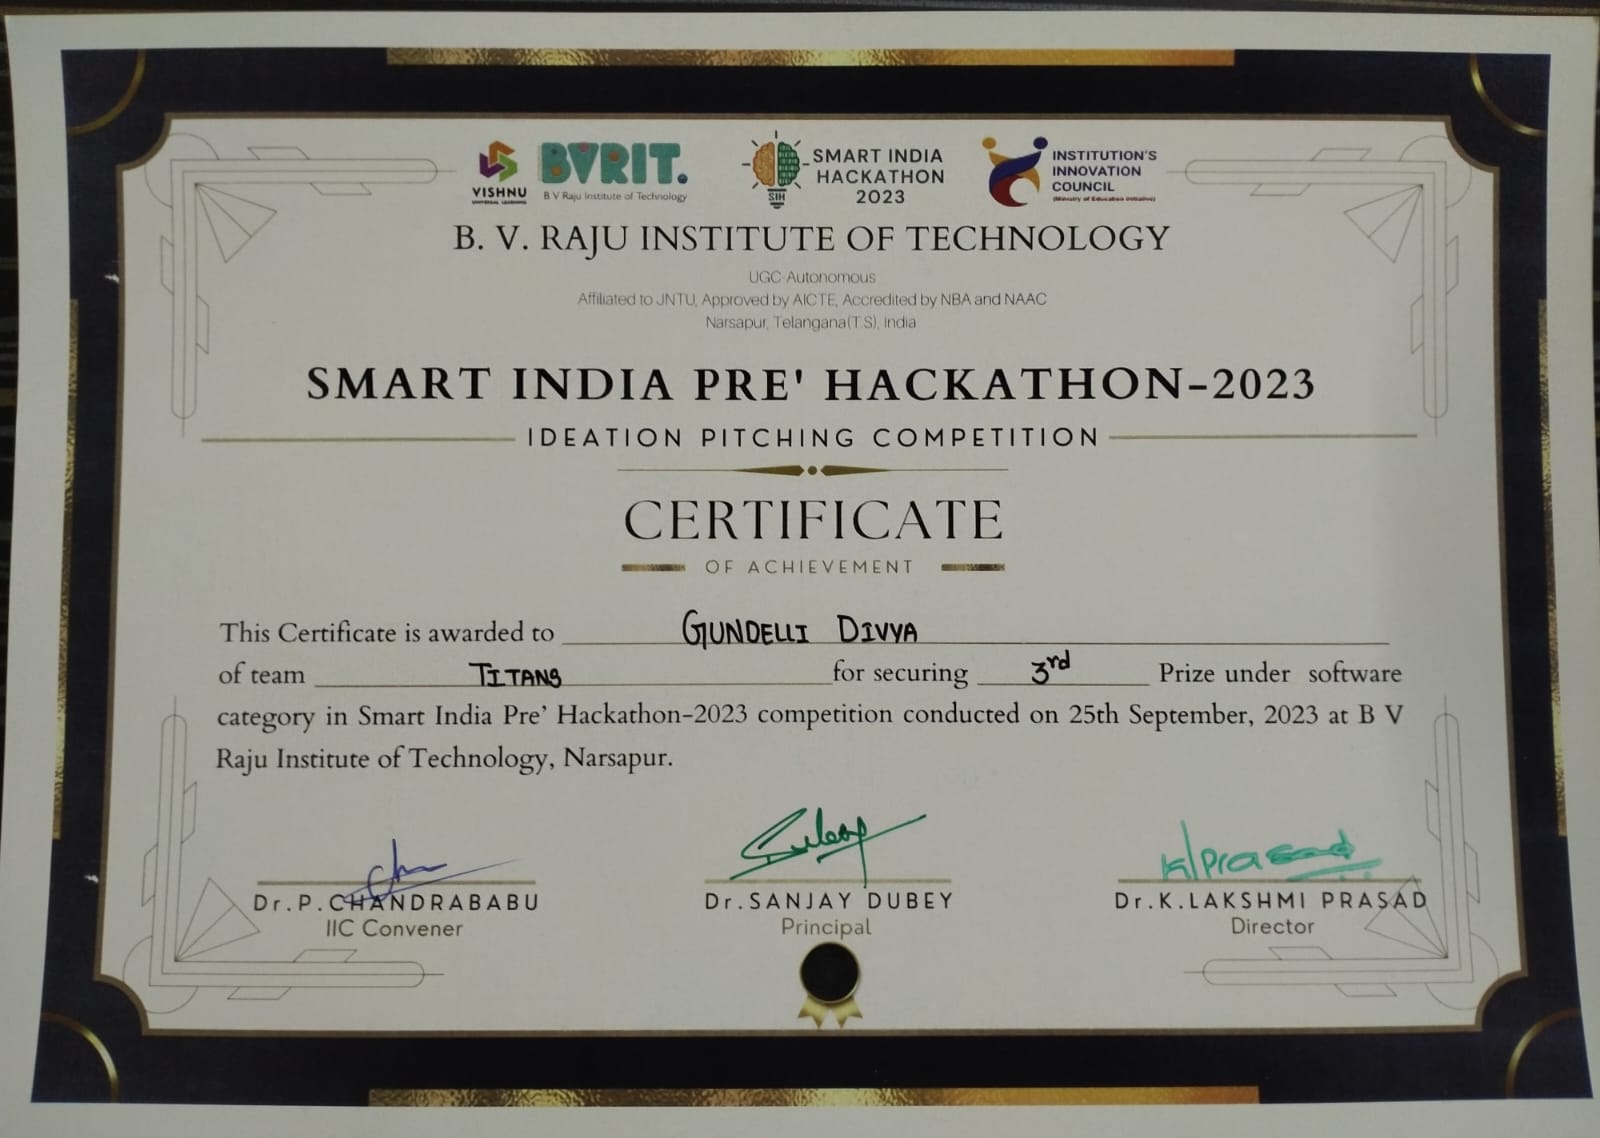 VISHNU
UNIVERSAL LEARNING
BVRIT.
B V Raju Institute of Technology
SIH
SMART INDIA
HACKATHON
2023
INSTITUTION'S
INNOVATION
COUNCIL
(Ministry of Education Initiative)
B. V. RAJU INSTITUTE OF TECHNOLOGY
UGC-Autonomous
Affiliated to JNTU, Approved by AICTE, Accredited by NBA and NAAC
Narsapur, Telangana(T.S), India
SMART INDIA PRE' HACKATHON-2023
IDEATION PITCHING COMPETITION
CERTIFICATE
OF ACHIEVEMENT
This Certificate is awarded to GUNDELLI DIVYA
of team TITANS for securing 3rd Prize under software
category in Smart India Pre' Hackathon-2023 competition conducted on 25th September, 2023 at B V
Raju Institute of Technology, Narsapur.
K Prasad
Dr.P.CHANDRABABU
IIC Convener
Dr.SANJAY DUBEY
Principal
Dr.K.LAKSHMI PRASAD
Director